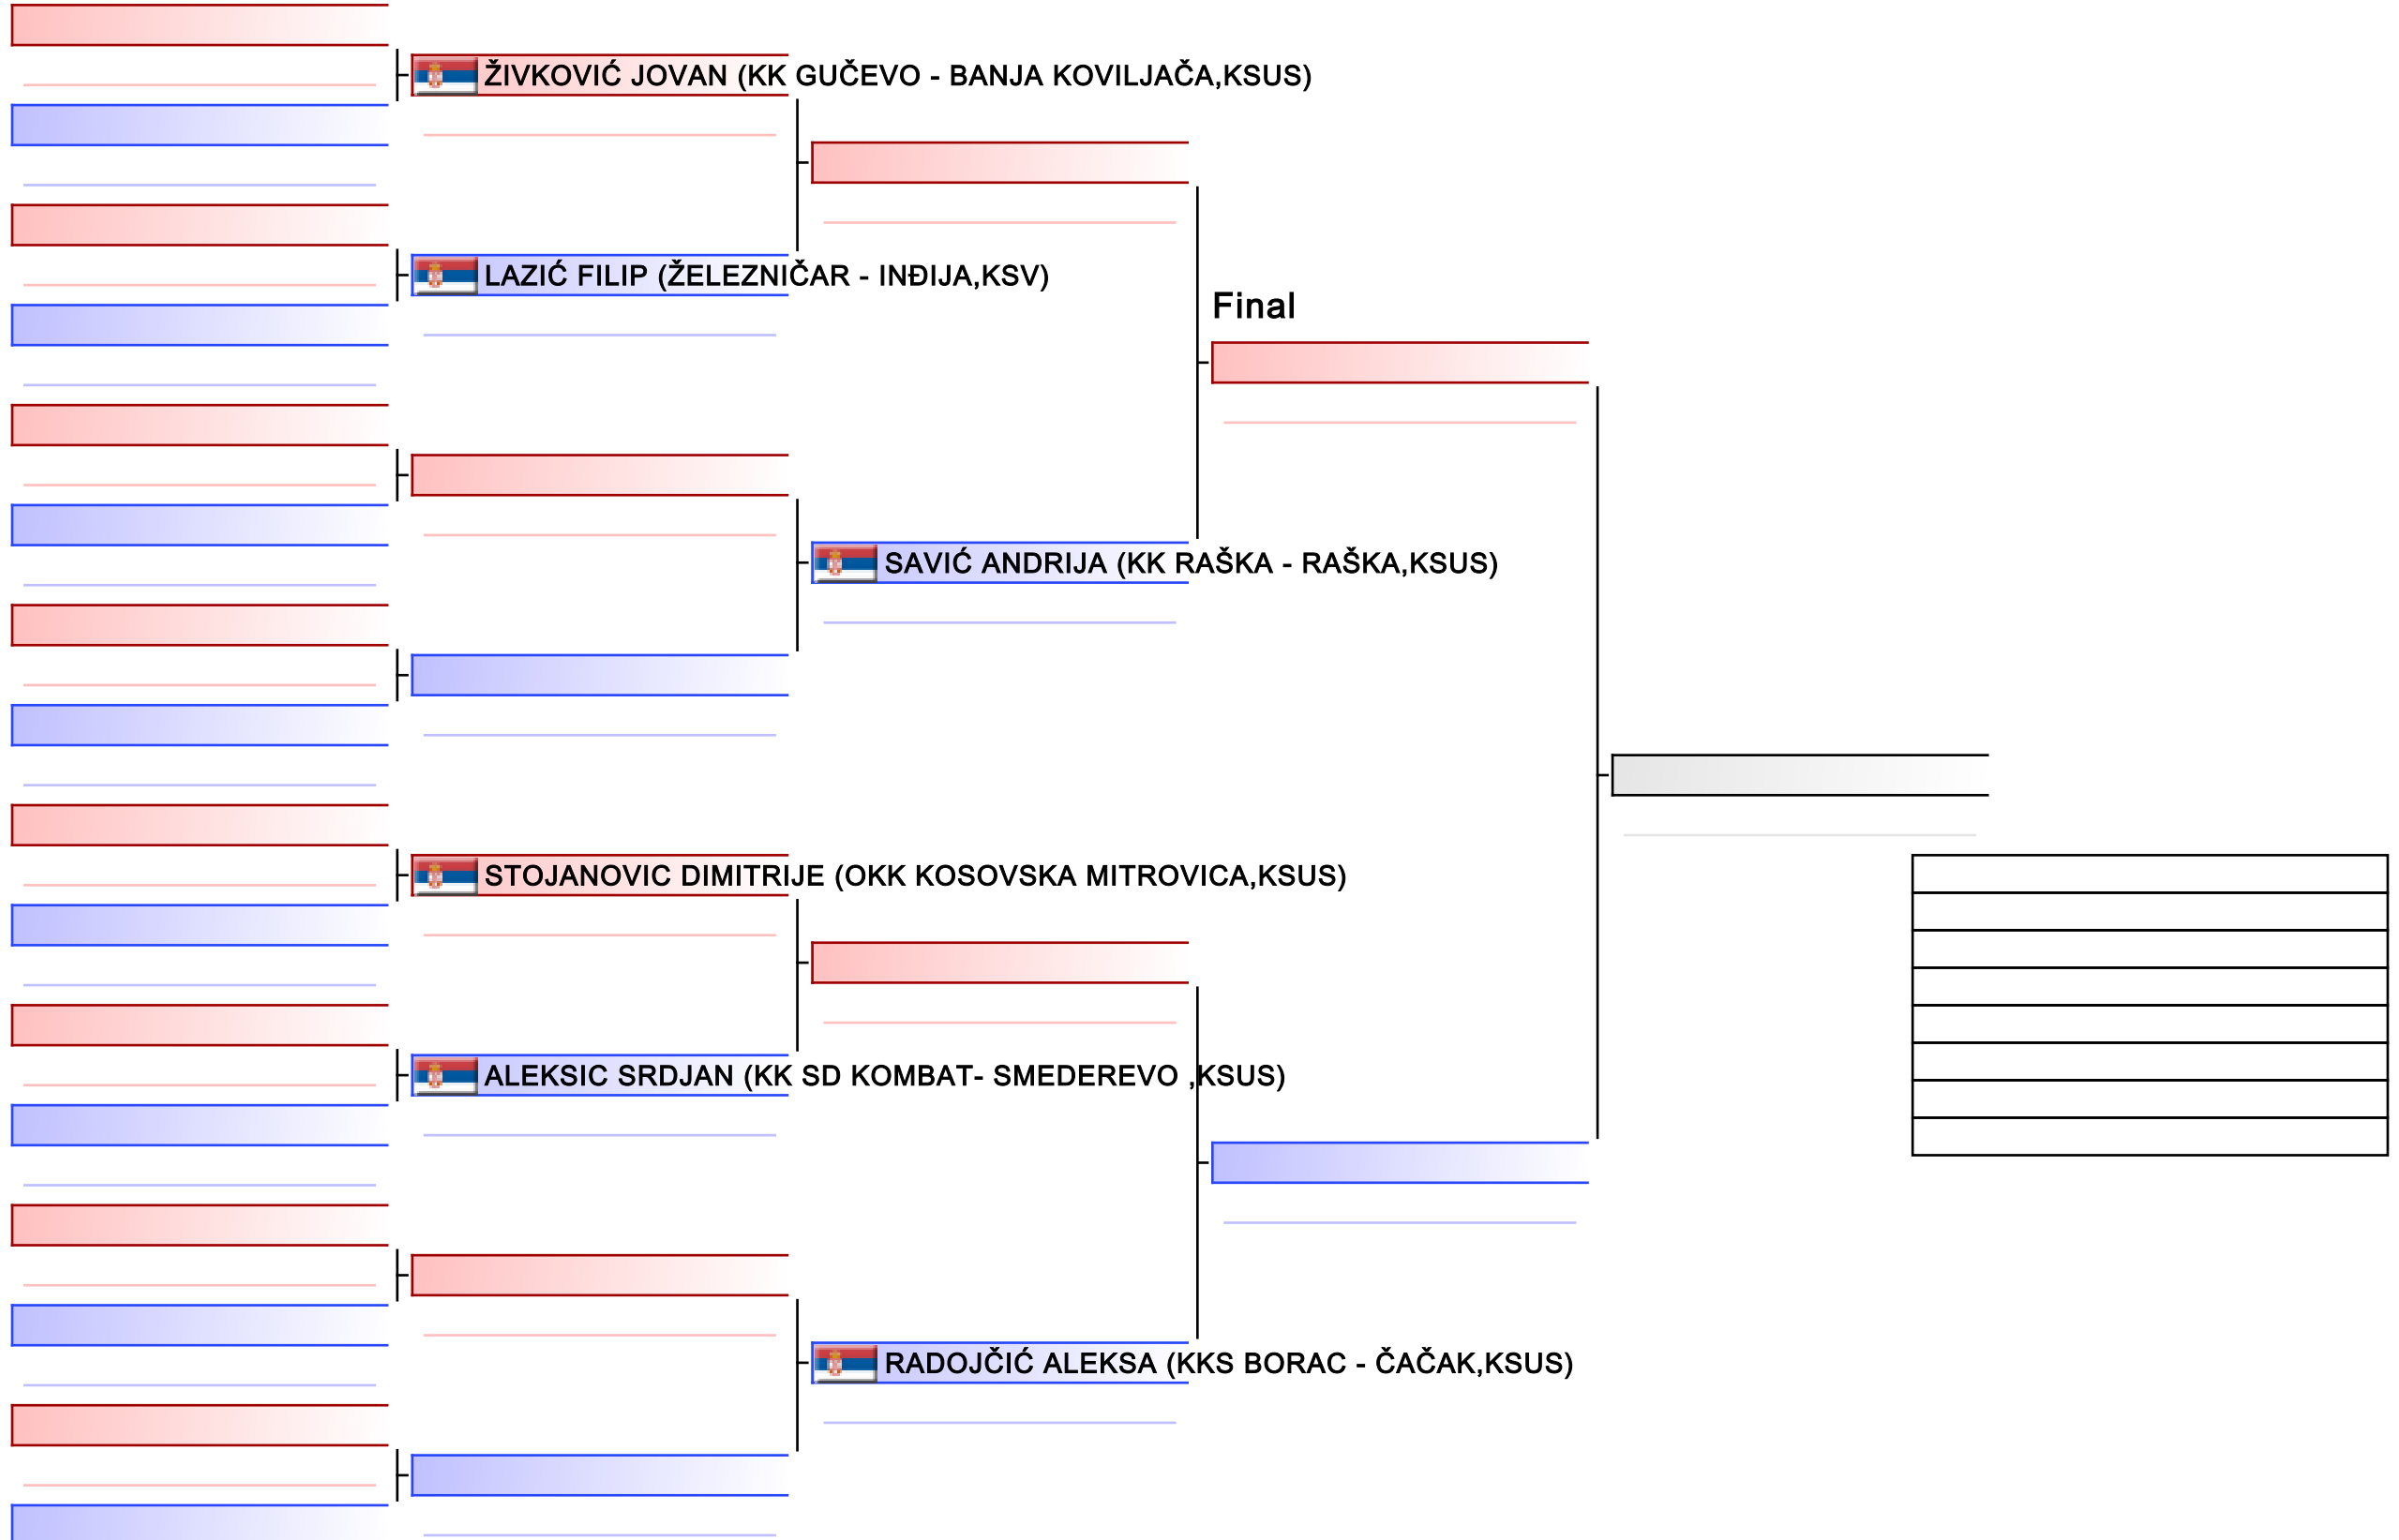 ŽIVKOVIĆ JOVAN (KK GUČEVO - BANJA KOVILJAČA,KSUS)
LAZIĆ FILIP (ŽELEZNIČAR - INĐIJA,KSV)
Final
SAVIĆ ANDRIJA (KK RAŠKA - RAŠKA,KSUS)
STOJANOVIC DIMITRIJE (OKK KOSOVSKA MITROVICA,KSUS)
ALEKSIC SRDJAN (KK SD KOMBAT- SMEDEREVO ,KSUS)
RADOJČIĆ ALEKSA (KKS BORAC - ČAČAK,KSUS)